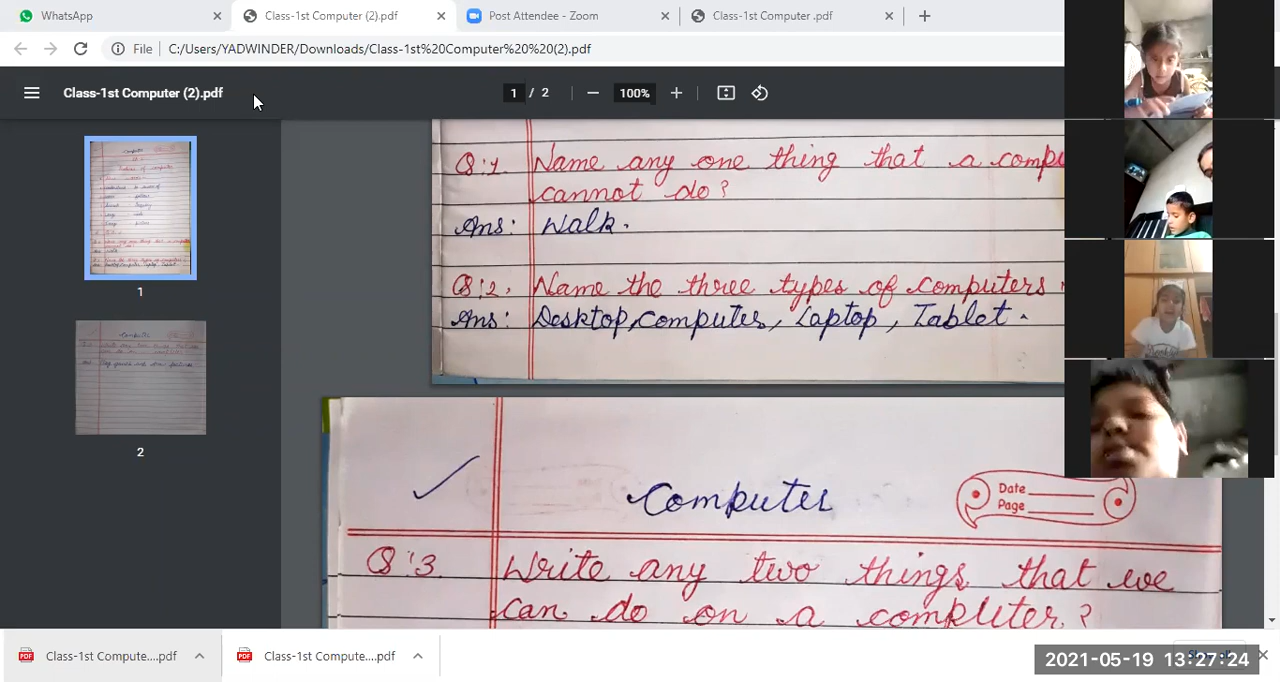 WhatsApp
Class-1st Computer (2).pdf
Post Attendee - Zoom
Class-1st Computer .pdf
File
C:/Users/YADWINDER/Downloads/Class-1st%20Computer%20%20(2).pdf
Class-1st Computer (2).pdf
1 / 2
100%
1
2
Q:1. Name any one thing that a compu
cannot do?
Ans: Walk.
Q:2. Name the three types of computers
Ans: Desktop, computer, Laptop, Tablet.
Computer
Date
Page
Q:3. Write any two things that we
can do on a computer?
Class-1st Compute....pdf
Class-1st Compute....pdf
2021-05-19 13:27:24